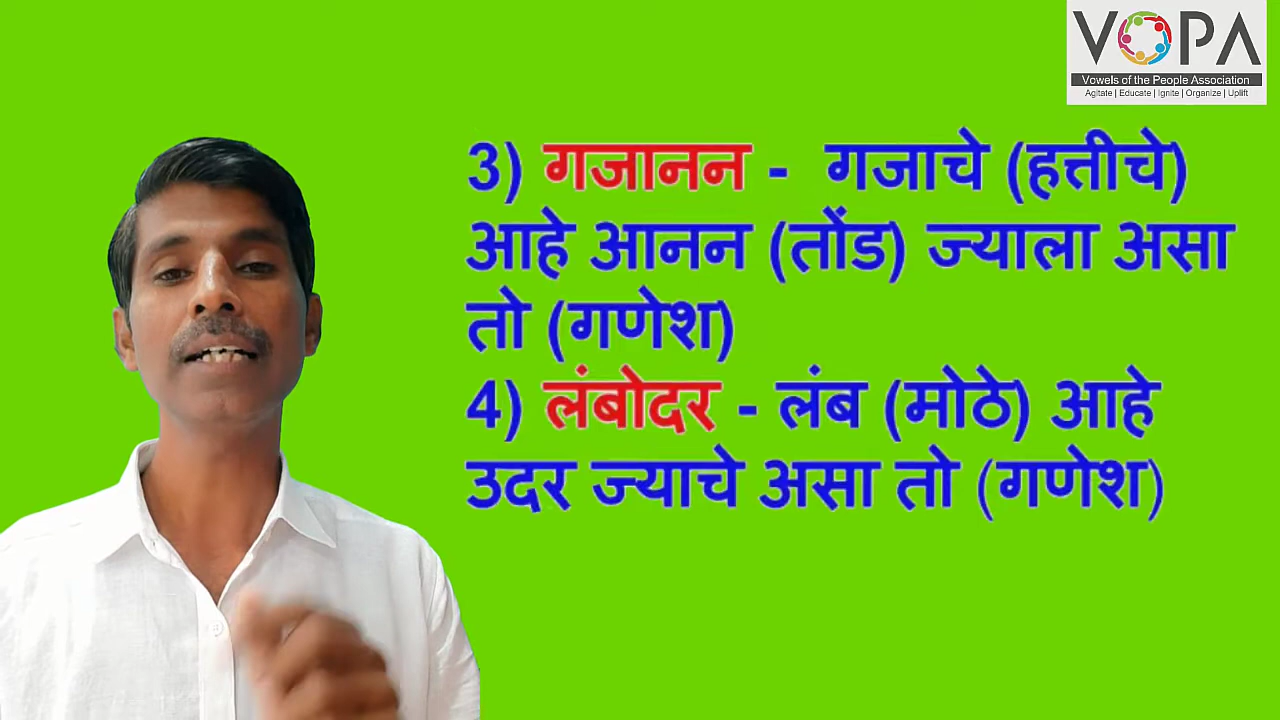 VOPA
Vowels of the People Association
Agitate | Educate | Ignite | Organize | Uplift
3) गजानन - गजाचे (हत्तीचे)
आहे आनन (तोंड) ज्याला असा
तो (गणेश)
4) लंबोदर - लंब (मोठे) आहे
उदर ज्याचे असा तो (गणेश)